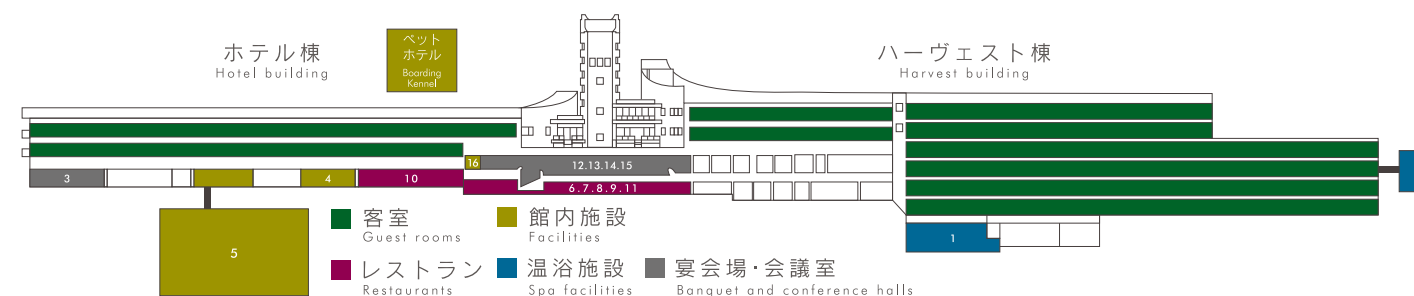 ホテル棟
Hotel building
ペット
ホテル
Boarding
Kennel
ハーヴェスト棟
Harvest building
16
12.13.14.15
3
4
10
6.7.8.9.11
5
1
客室
Guest rooms
館内施設
Facilities
レストラン
Restaurants
温浴施設
Spa facilities
宴会場・会議室
Banquet and conference halls